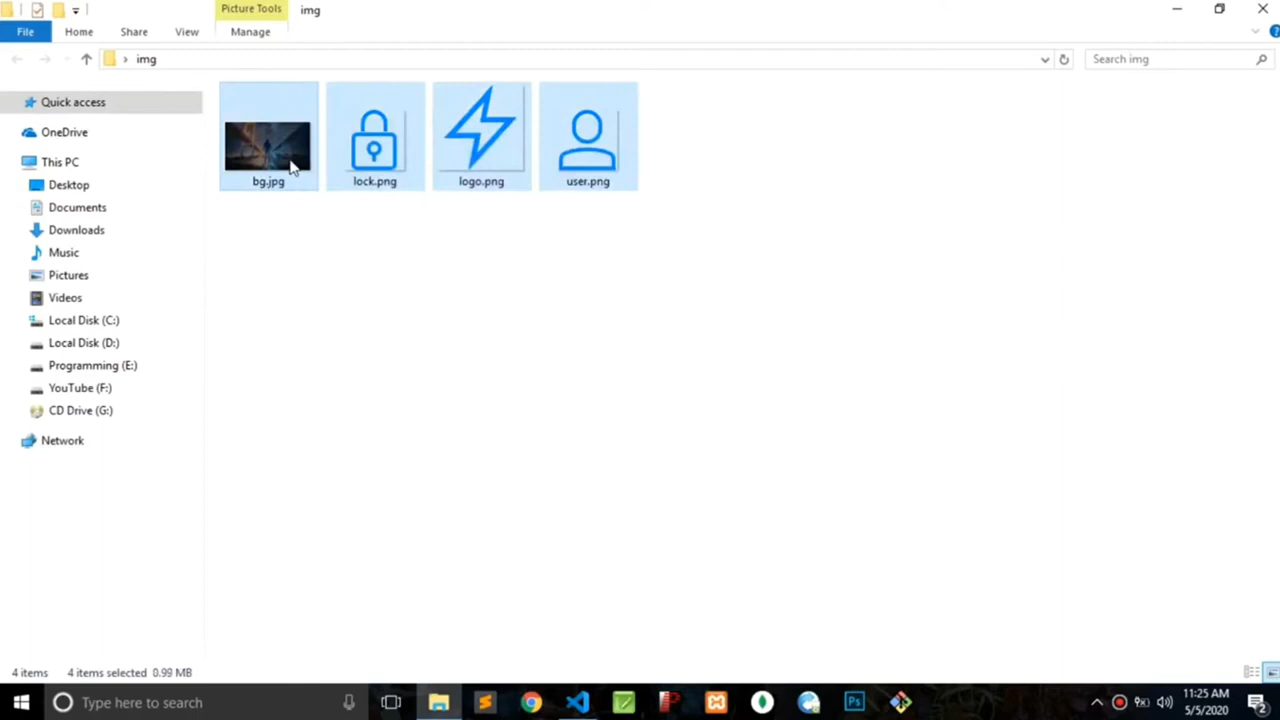 Picture Tools
img
File
Home
Share
View
Manage
img
Search img
Quick access
OneDrive
This PC
Desktop
Documents
Downloads
Music
Pictures
Videos
Local Disk (C:)
Local Disk (D:)
Programming (E:)
YouTube (F:)
CD Drive (G:)
Network
bg.jpg
lock.png
logo.png
user.png
4 items
4 items selected 0.99 MB
Type here to search
Ps
11:25 AM
5/5/2020
2